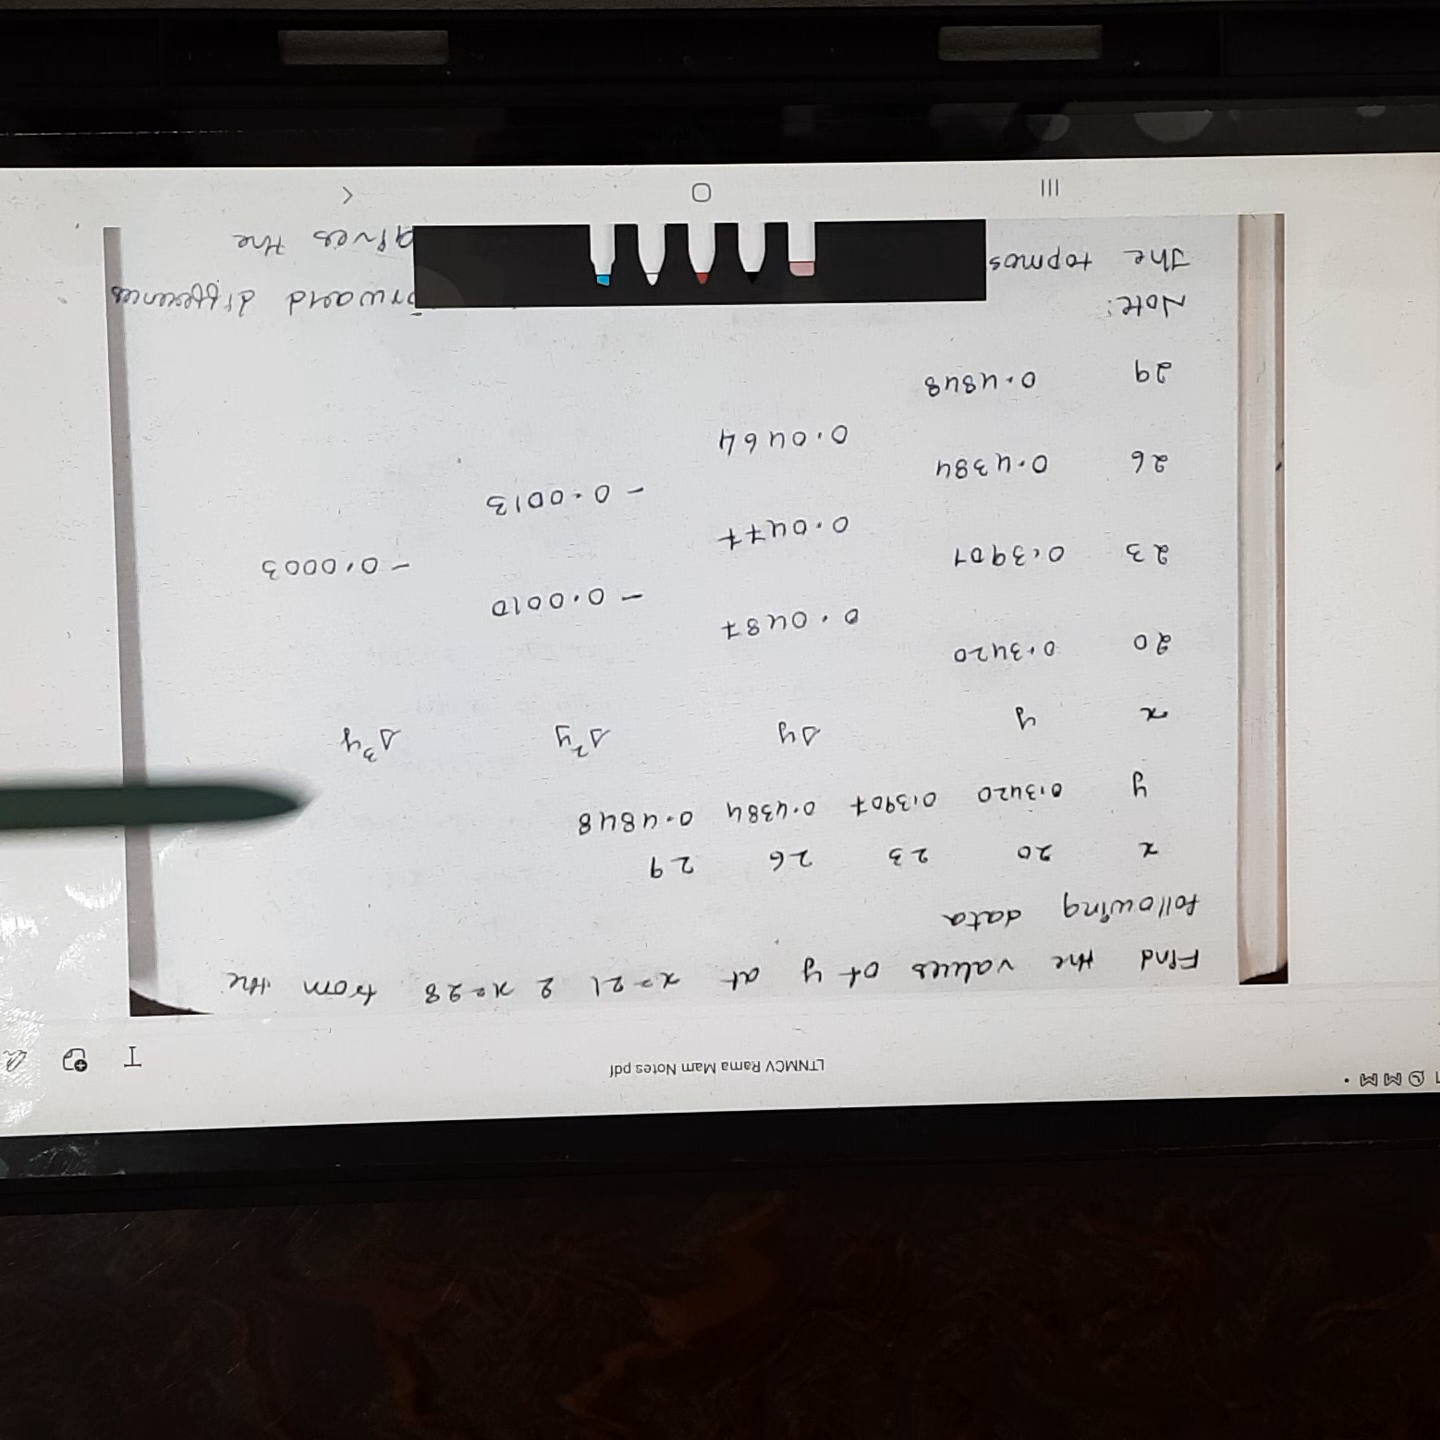 LTNMCV Rama Mam Notes pdf
T
Find the values of y at x=21 & x=28 from the
following data
x 20 23 26 29
y 0.3420 0.3907 0.4384 0.4848
x y Δy Δ²y Δ³y
20 0.3420
0.0487
-0.0010
23 0.3907 -0.0003
0.0477
-0.0013
26 0.4384
0.0464
29 0.4848
Note:
The topmos
forward differences
gives the